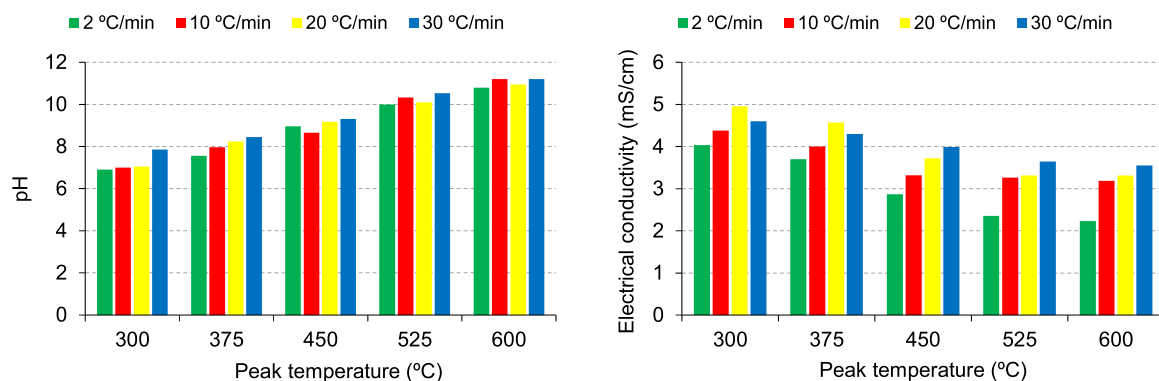 2 ºC/min 10 ºC/min 20 ºC/min 30 ºC/min
12
10
8
6
4
2
0
pH
300 375 450 525 600
Peak temperature (ºC)
2 ºC/min 10 ºC/min 20 ºC/min 30 ºC/min
6
5
4
3
2
1
0
Electrical conductivity (mS/cm)
300 375 450 525 600
Peak temperature (ºC)